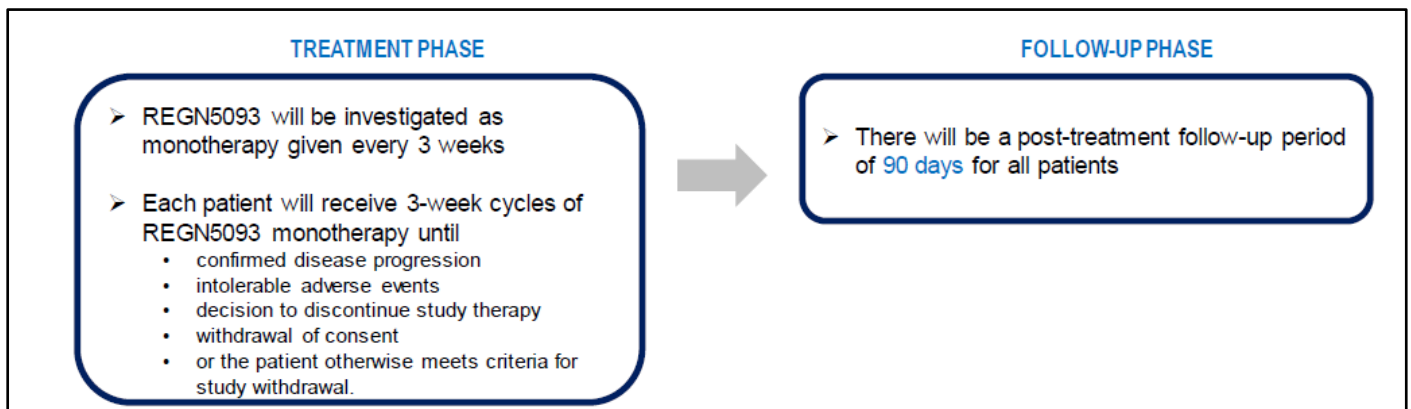 TREATMENT PHASE
➢ REGN5093 will be investigated as
monotherapy given every 3 weeks
➢ Each patient will receive 3-week cycles of
REGN5093 monotherapy until
• confirmed disease progression
• intolerable adverse events
• decision to discontinue study therapy
• withdrawal of consent
• or the patient otherwise meets criteria for
study withdrawal.
FOLLOW-UP PHASE
➢ There will be a post-treatment follow-up period
of 90 days for all patients